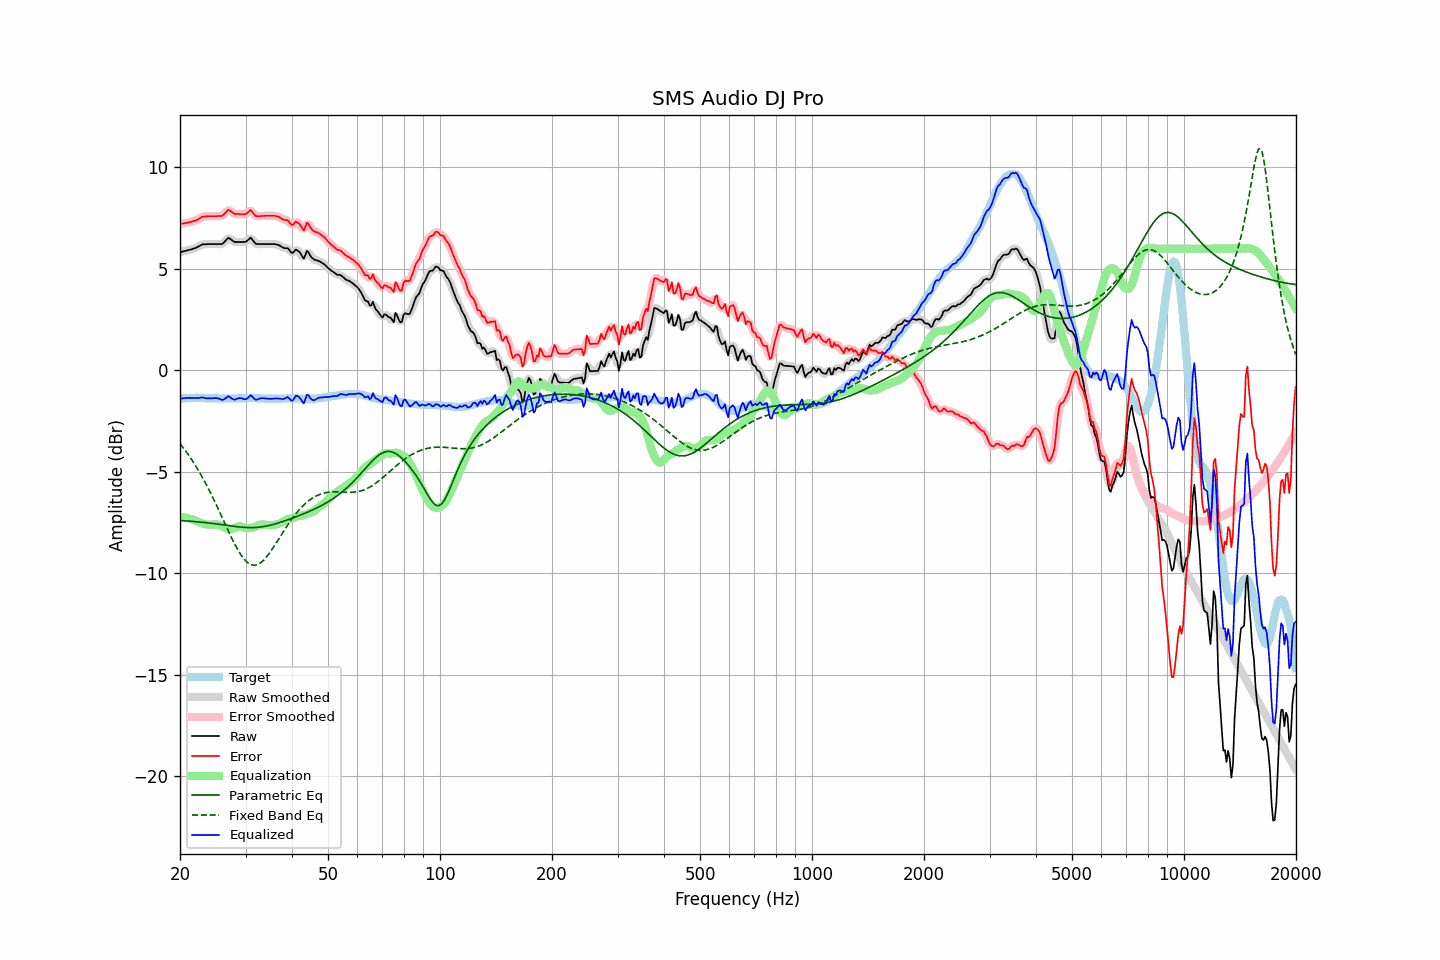 SMS Audio DJ Pro
Amplitude (dBr)
10
5
0
−5
−10
−15
−20
Target
Raw Smoothed
Error Smoothed
Raw
Error
Equalization
Parametric Eq
Fixed Band Eq
Equalized
20 50 100 200 500 1000 2000 5000 10000 20000
Frequency (Hz)